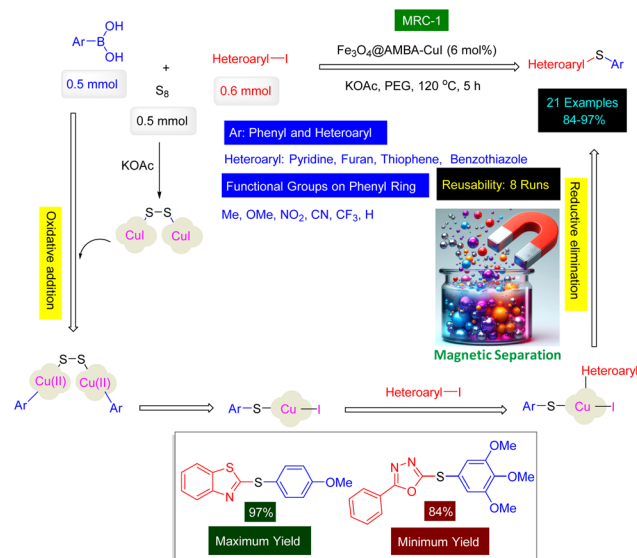 MRC-1
OH
Ar-B
OH
0.5 mmol
+
S8
0.5 mmol
Heteroaryl—I
0.6 mmol
Fe3O4@AMBA-CuI (6 mol%)
KOAc, PEG, 120 °C, 5 h
Heteroaryl S Ar
21 Examples
84-97%
KOAc
Ar: Phenyl and Heteroaryl
Heteroaryl: Pyridine, Furan, Thiophene, Benzothiazole
Functional Groups on Phenyl Ring
Me, OMe, NO2, CN, CF3, H
Reusability: 8 Runs
Oxidative addition
S–S
CuI CuI
Reductive elimination
Magnetic Separation
S–S
Cu(II) Cu(II)
Ar Ar
Ar–S—Cu—I
Heteroaryl—I
Heteroaryl
Ar–S—Cu—I
S S N OMe
97%
Maximum Yield
N-N O S OMe OMe OMe
84%
Minimum Yield